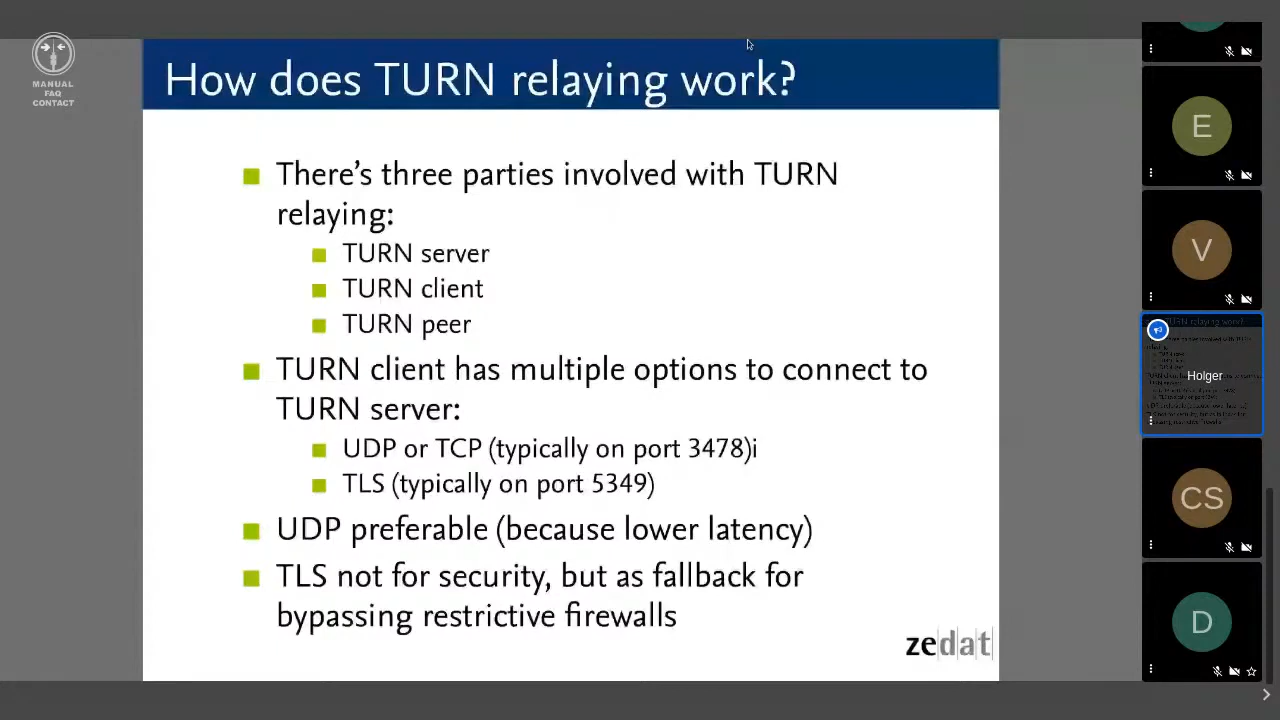 MANUAL
FAQ
CONTACT
How does TURN relaying work?
There's three parties involved with TURN
relaying:
TURN server
TURN client
TURN peer
TURN client has multiple options to connect to
TURN server:
UDP or TCP (typically on port 3478)i
TLS (typically on port 5349)
UDP preferable (because lower latency)
TLS not for security, but as fallback for
bypassing restrictive firewalls
zedat
E
V
Holger
CS
D